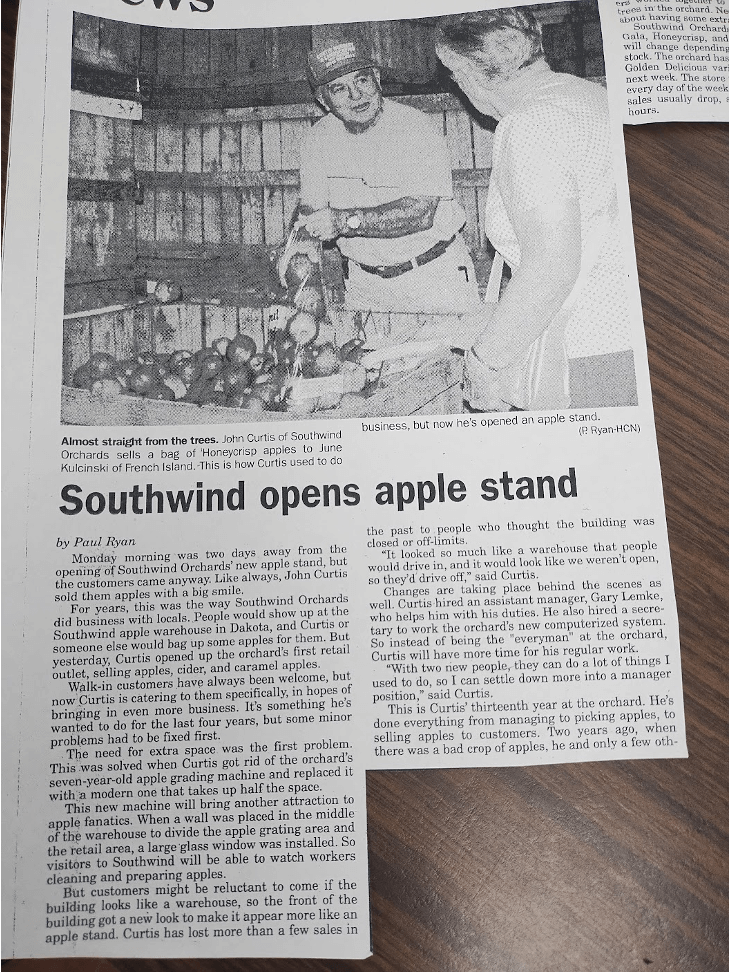 News
Almost straight from the trees. John Curtis of Southwind
Orchards sells a bag of 'Honeycrisp apples to June
Kulcinski of French Island. This is how Curtis used to do
business, but now he's opened an apple stand.
(P. Ryan-HCN)
Southwind opens apple stand
by Paul Ryan
Monday morning was two days away from the
opening of Southwind Orchards' new apple stand, but
the customers came anyway. Like always, John Curtis
sold them apples with a big smile.
For years, this was the way Southwind Orchards
did business with locals. People would show up at the
Southwind apple warehouse in Dakota, and Curtis or
someone else would bag up some apples for them. But
yesterday, Curtis opened up the orchard's first retail
outlet, selling apples, cider, and caramel apples.
Walk-in customers have always been welcome, but
now Curtis is catering to them specifically, in hopes of
bringing in even more business. It's something he's
wanted to do for the last four years, but some minor
problems had to be fixed first.
The need for extra space was the first problem.
This was solved when Curtis got rid of the orchard's
seven-year-old apple grading machine and replaced it
with a modern one that takes up half the space.
This new machine will bring another attraction to
apple fanatics. When a wall was placed in the middle
of the warehouse to divide the apple grating area and
the retail area, a large glass window was installed. So
visitors to Southwind will be able to watch workers
cleaning and preparing apples.
But customers might be reluctant to come if the
building looks like a warehouse, so the front of the
building got a new look to make it appear more like an
apple stand. Curtis has lost more than a few sales in
the past to people who thought the building was
closed or off-limits.
"It looked so much like a warehouse that people
would drive in, and it would look like we weren't open,
so they'd drive off," said Curtis.
Changes are taking place behind the scenes as
well. Curtis hired an assistant manager, Gary Lemke,
who helps him with his duties. He also hired a secre-
tary to work the orchard's new computerized system.
So instead of being the "everyman" at the orchard,
Curtis will have more time for his regular work.
"With two new people, they can do a lot of things I
used to do, so I can settle down more into a manager
position," said Curtis.
This is Curtis' thirteenth year at the orchard. He's
done everything from managing to picking apples, to
selling apples to customers. Two years ago, when
there was a bad crop of apples, he and only a few oth-
ers worked together to
trees in the orchard. Ne
about having some extr
Southwind Orchards
Gala, Honeycrisp, and
will change depending
stock. The orchard has
Golden Delicious var
next week. The store
every day of the week
sales usually drop, s
hours.